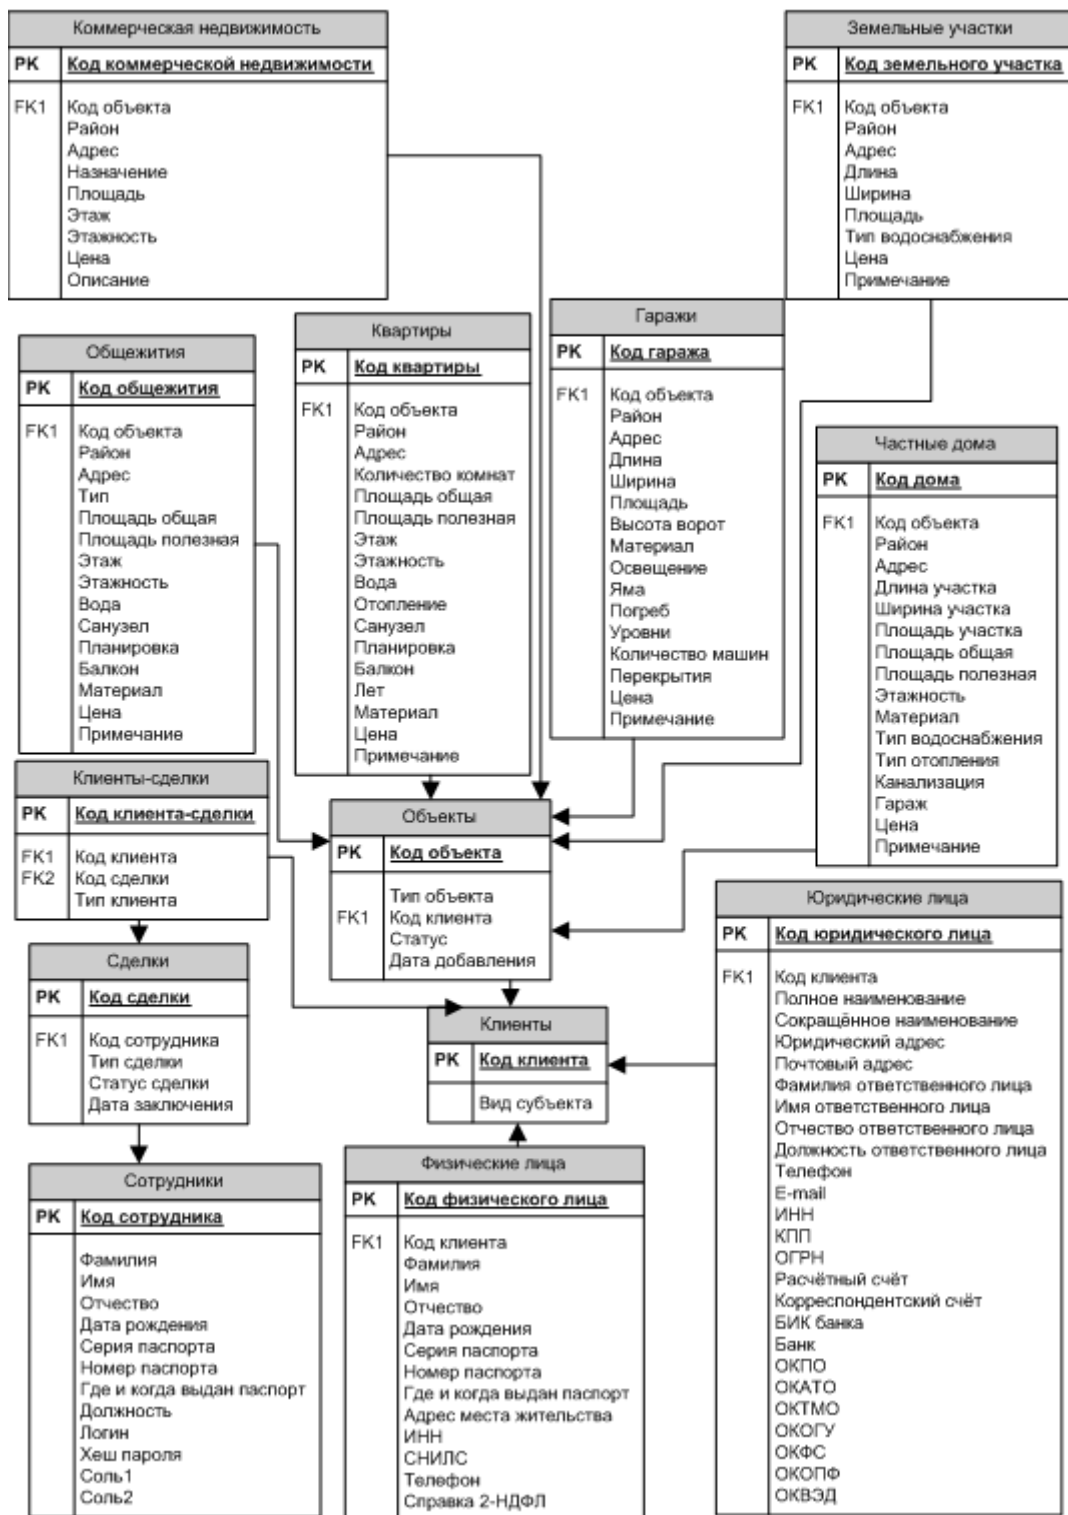 Коммерческая недвижимость
PK Код коммерческой недвижимости
FK1 Код объекта
Район
Адрес
Назначение
Площадь
Этаж
Этажность
Цена
Описание
Земельные участки
PK Код земельного участка
FK1 Код объекта
Район
Адрес
Длина
Ширина
Площадь
Тип водоснабжения
Цена
Примечание
Общежития
PK Код общежития
FK1 Код объекта
Район
Адрес
Тип
Площадь общая
Площадь полезная
Этаж
Этажность
Вода
Санузел
Планировка
Балкон
Материал
Цена
Примечание
Квартиры
PK Код квартиры
FK1 Код объекта
Район
Адрес
Количество комнат
Площадь общая
Площадь полезная
Этаж
Этажность
Вода
Отопление
Санузел
Планировка
Балкон
Лет
Материал
Цена
Примечание
Гаражи
PK Код гаража
FK1 Код объекта
Район
Адрес
Длина
Ширина
Площадь
Высота ворот
Материал
Освещение
Яма
Погреб
Уровни
Количество машин
Перекрытия
Цена
Примечание
Частные дома
PK Код дома
FK1 Код объекта
Район
Адрес
Длина участка
Ширина участка
Площадь участка
Площадь общая
Площадь полезная
Этажность
Материал
Тип водоснабжения
Тип отопления
Канализация
Гараж
Цена
Примечание
Клиенты-сделки
PK Код клиента-сделки
FK1 Код клиента
FK2 Код сделки
Тип клиента
Объекты
PK Код объекта
Тип объекта
FK1 Код клиента
Статус
Дата добавления
Сделки
PK Код сделки
FK1 Код сотрудника
Тип сделки
Статус сделки
Дата заключения
Клиенты
PK Код клиента
Вид субъекта
Юридические лица
PK Код юридического лица
FK1 Код клиента
Полное наименование
Сокращённое наименование
Юридический адрес
Почтовый адрес
Фамилия ответственного лица
Имя ответственного лица
Отчество ответственного лица
Должность ответственного лица
Телефон
E-mail
ИНН
КПП
ОГРН
Расчётный счёт
Корреспондентский счёт
БИК банка
Банк
ОКПО
ОКАТО
ОКТМО
ОКОГУ
ОКФС
ОКОПФ
ОКВЭД
Сотрудники
PK Код сотрудника
Фамилия
Имя
Отчество
Дата рождения
Серия паспорта
Номер паспорта
Где и когда выдан паспорт
Должность
Логин
Хеш пароля
Соль1
Соль2
Физические лица
PK Код физического лица
FK1 Код клиента
Фамилия
Имя
Отчество
Дата рождения
Серия паспорта
Номер паспорта
Где и когда выдан паспорт
Адрес места жительства
ИНН
СНИЛС
Телефон
Справка 2-НДФЛ